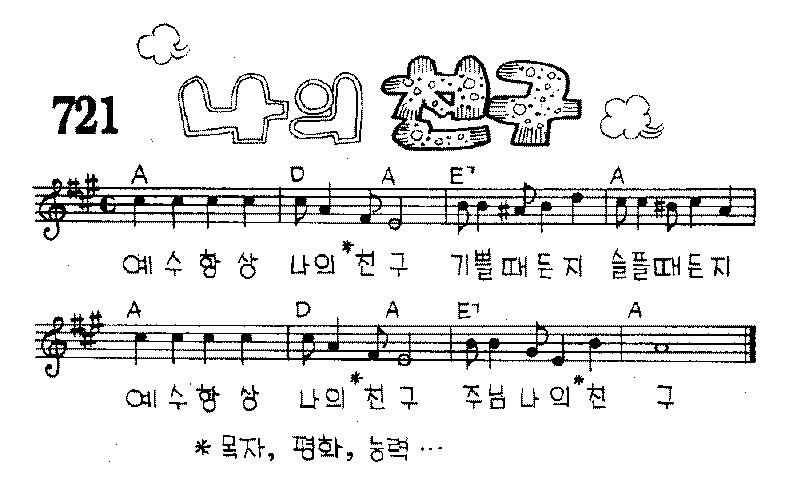 721
나의 친구
A D A E7 A
예수 항상 나의 *친구 기쁠때든지 슬플때든지
A D A E7 A
예수 항상 나의 *친구 주님 나의 *친구
* 목자, 평화, 능력 …